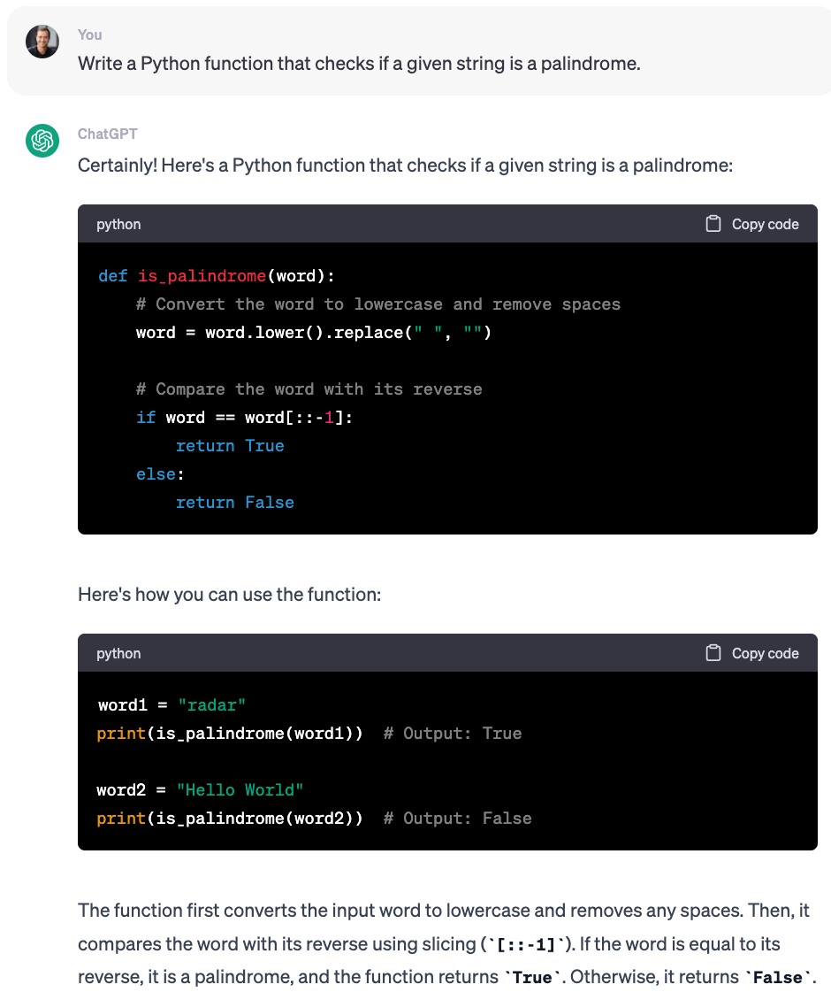 You
Write a Python function that checks if a given string is a palindrome.
ChatGPT
Certainly! Here's a Python function that checks if a given string is a palindrome:
python Copy code
def is_palindrome(word):
    # Convert the word to lowercase and remove spaces
    word = word.lower().replace(" ", "")
    # Compare the word with its reverse
    if word == word[::-1]:
        return True
    else:
        return False
Here's how you can use the function:
python Copy code
word1 = "radar"
print(is_palindrome(word1))  # Output: True
word2 = "Hello World"
print(is_palindrome(word2))  # Output: False
The function first converts the input word to lowercase and removes any spaces. Then, it
compares the word with its reverse using slicing (`[::-1]`). If the word is equal to its
reverse, it is a palindrome, and the function returns `True`. Otherwise, it returns `False`.